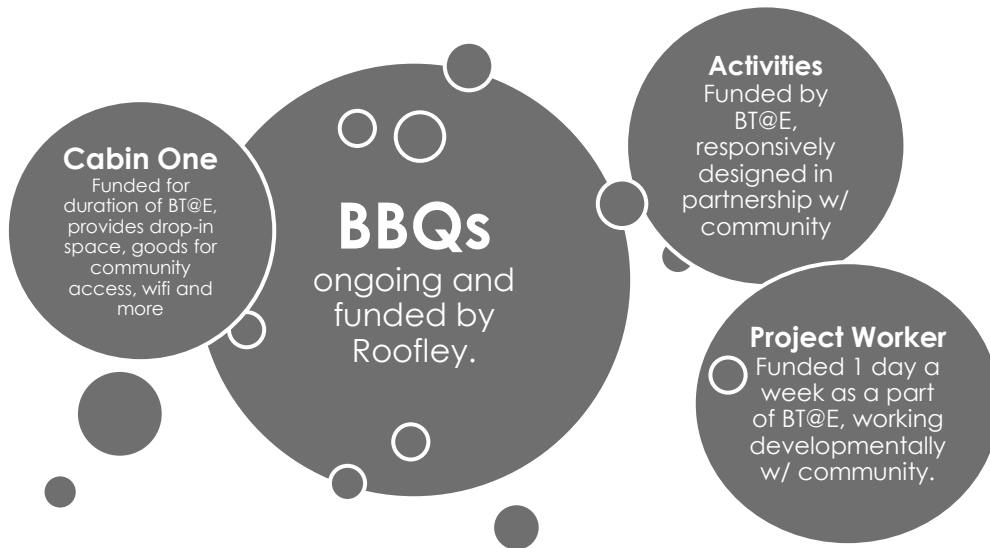 Cabin One
Funded for
duration of BT@E,
provides drop-in
space, goods for
community
access, wifi and
more
BBQs
ongoing and
funded by
Roofley.
Activities
Funded by
BT@E,
responsively
designed in
partnership w/
community
Project Worker
Funded 1 day a
week as a part
of BT@E, working
developmentally
w/ community.